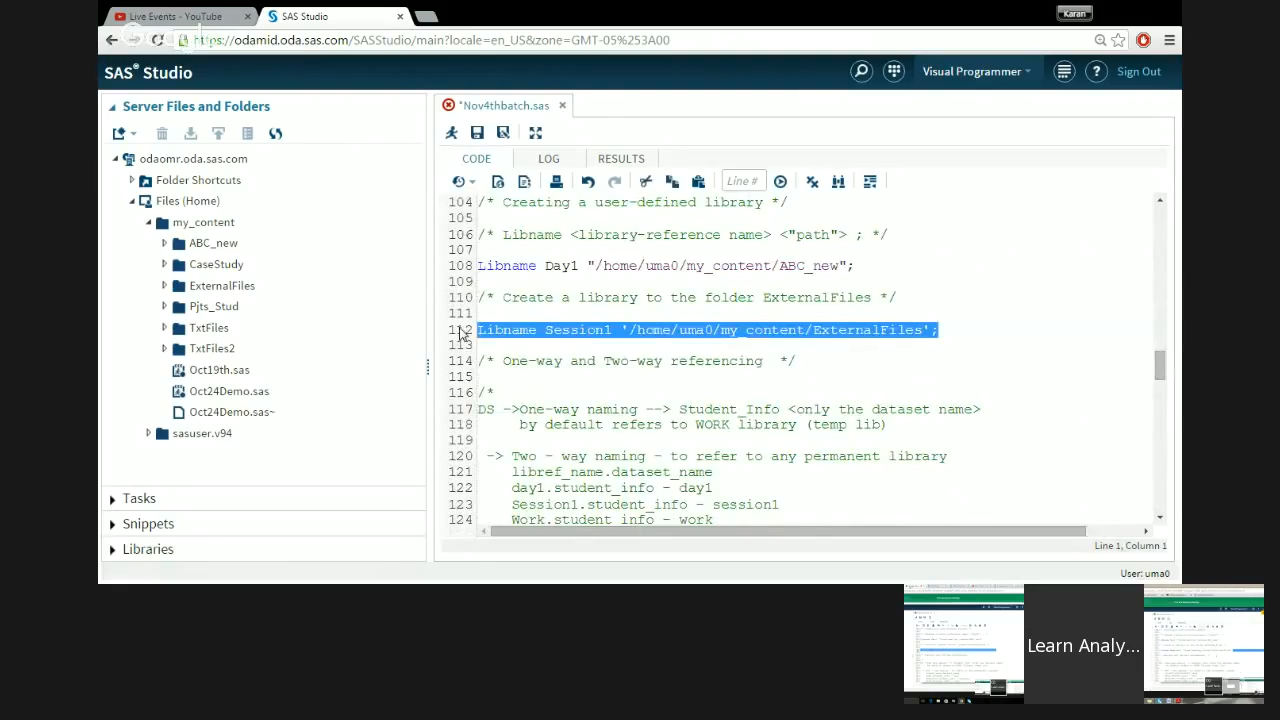 Live Events - YouTube
SAS Studio
Karan
https://odamid.oda.sas.com/SASStudio/main?locale=en_US&zone=GMT-05%253A00
SAS® Studio
Visual Programmer
Sign Out
Server Files and Folders
odaomr.oda.sas.com
Folder Shortcuts
Files (Home)
my_content
ABC_new
CaseStudy
ExternalFiles
Pjts_Stud
TxtFiles
TxtFiles2
Oct19th.sas
Oct24Demo.sas
Oct24Demo.sas~
sasuser.v94
Tasks
Snippets
Libraries
*Nov4thbatch.sas
CODE LOG RESULTS
Line #
104 /* Creating a user-defined library */
105
106 /* Libname <library-reference name> <"path"> ; */
107
108 Libname Day1 "/home/uma0/my_content/ABC_new";
109
110 /* Create a library to the folder ExternalFiles */
111
112 Libname Session1 '/home/uma0/my_content/ExternalFiles';
113
114 /* One-way and Two-way referencing */
115
116 /*
117 DS ->One-way naming --> Student_Info <only the dataset name>
118 by default refers to WORK library (temp lib)
119
120 -> Two - way naming - to refer to any permanent library
121 libref_name.dataset_name
122 day1.student_info - day1
123 Session1.student_info - session1
124 Work.student_info - work
Line 1, Column 1
User: uma0